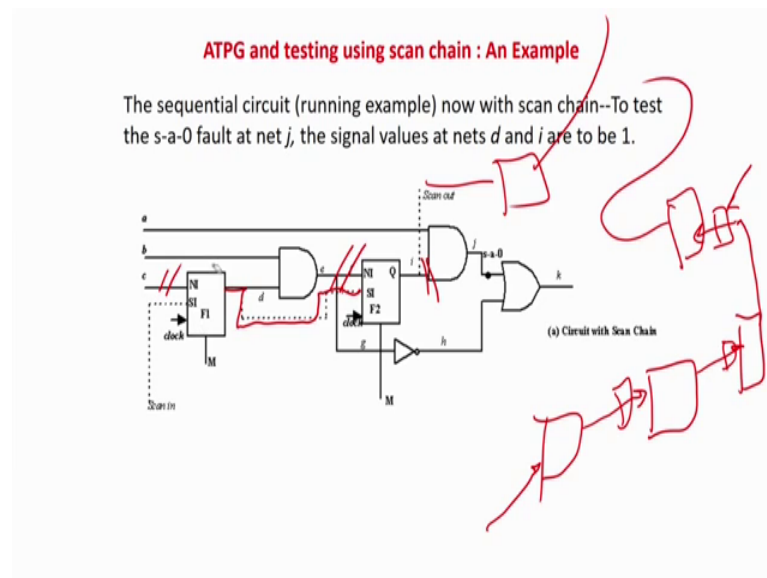 ATPG and testing using scan chain : An Example
The sequential circuit (running example) now with scan chain--To test
the s-a-0 fault at net j, the signal values at nets d and i are to be 1.
Scan out
a
b
c
NI
SI
F1
clock
M
Scan in
d
e
NI Q
SI
F2
clock
M
i
j
s-a-0
g
h
k
(a) Circuit with Scan Chain